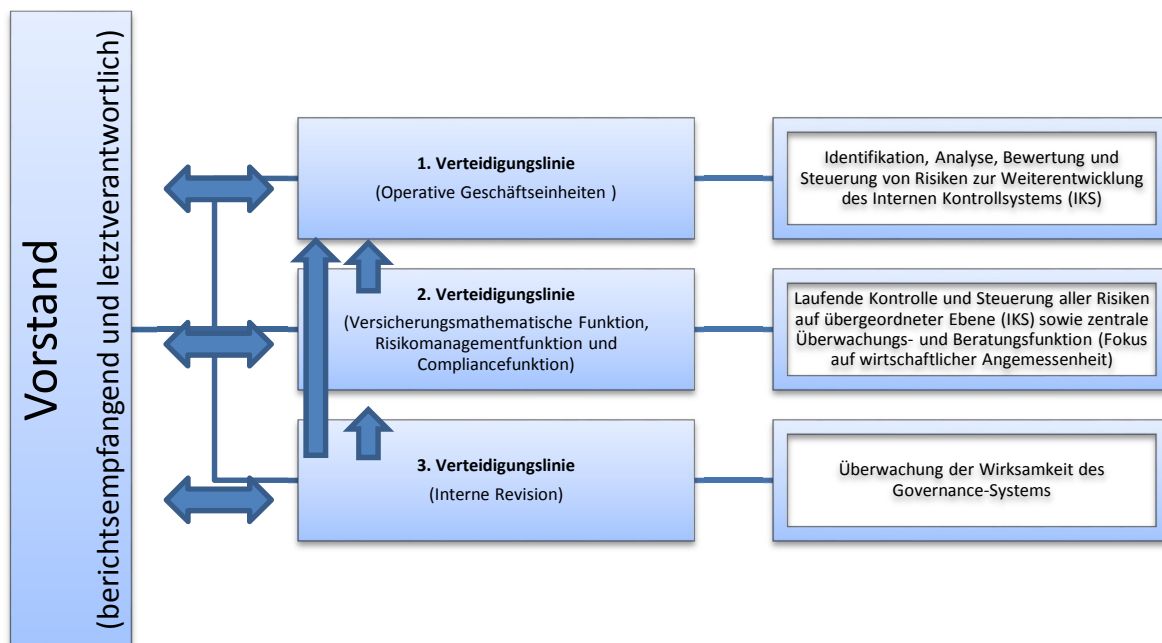 Vorstand
(berichtsempfangend und letztverantwortlich)
1. Verteidigungslinie
(Operative Geschäftseinheiten )
Identifikation, Analyse, Bewertung und
Steuerung von Risiken zur Weiterentwicklung
des Internen Kontrollsystems (IKS)
2. Verteidigungslinie
(Versicherungsmathematische Funktion,
Risikomanagementfunktion und
Compliancefunktion)
Laufende Kontrolle und Steuerung aller Risiken
auf übergeordneter Ebene (IKS) sowie zentrale
Überwachungs- und Beratungsfunktion (Fokus
auf wirtschaftlicher Angemessenheit)
3. Verteidigungslinie
(Interne Revision)
Überwachung der Wirksamkeit des
Governance-Systems